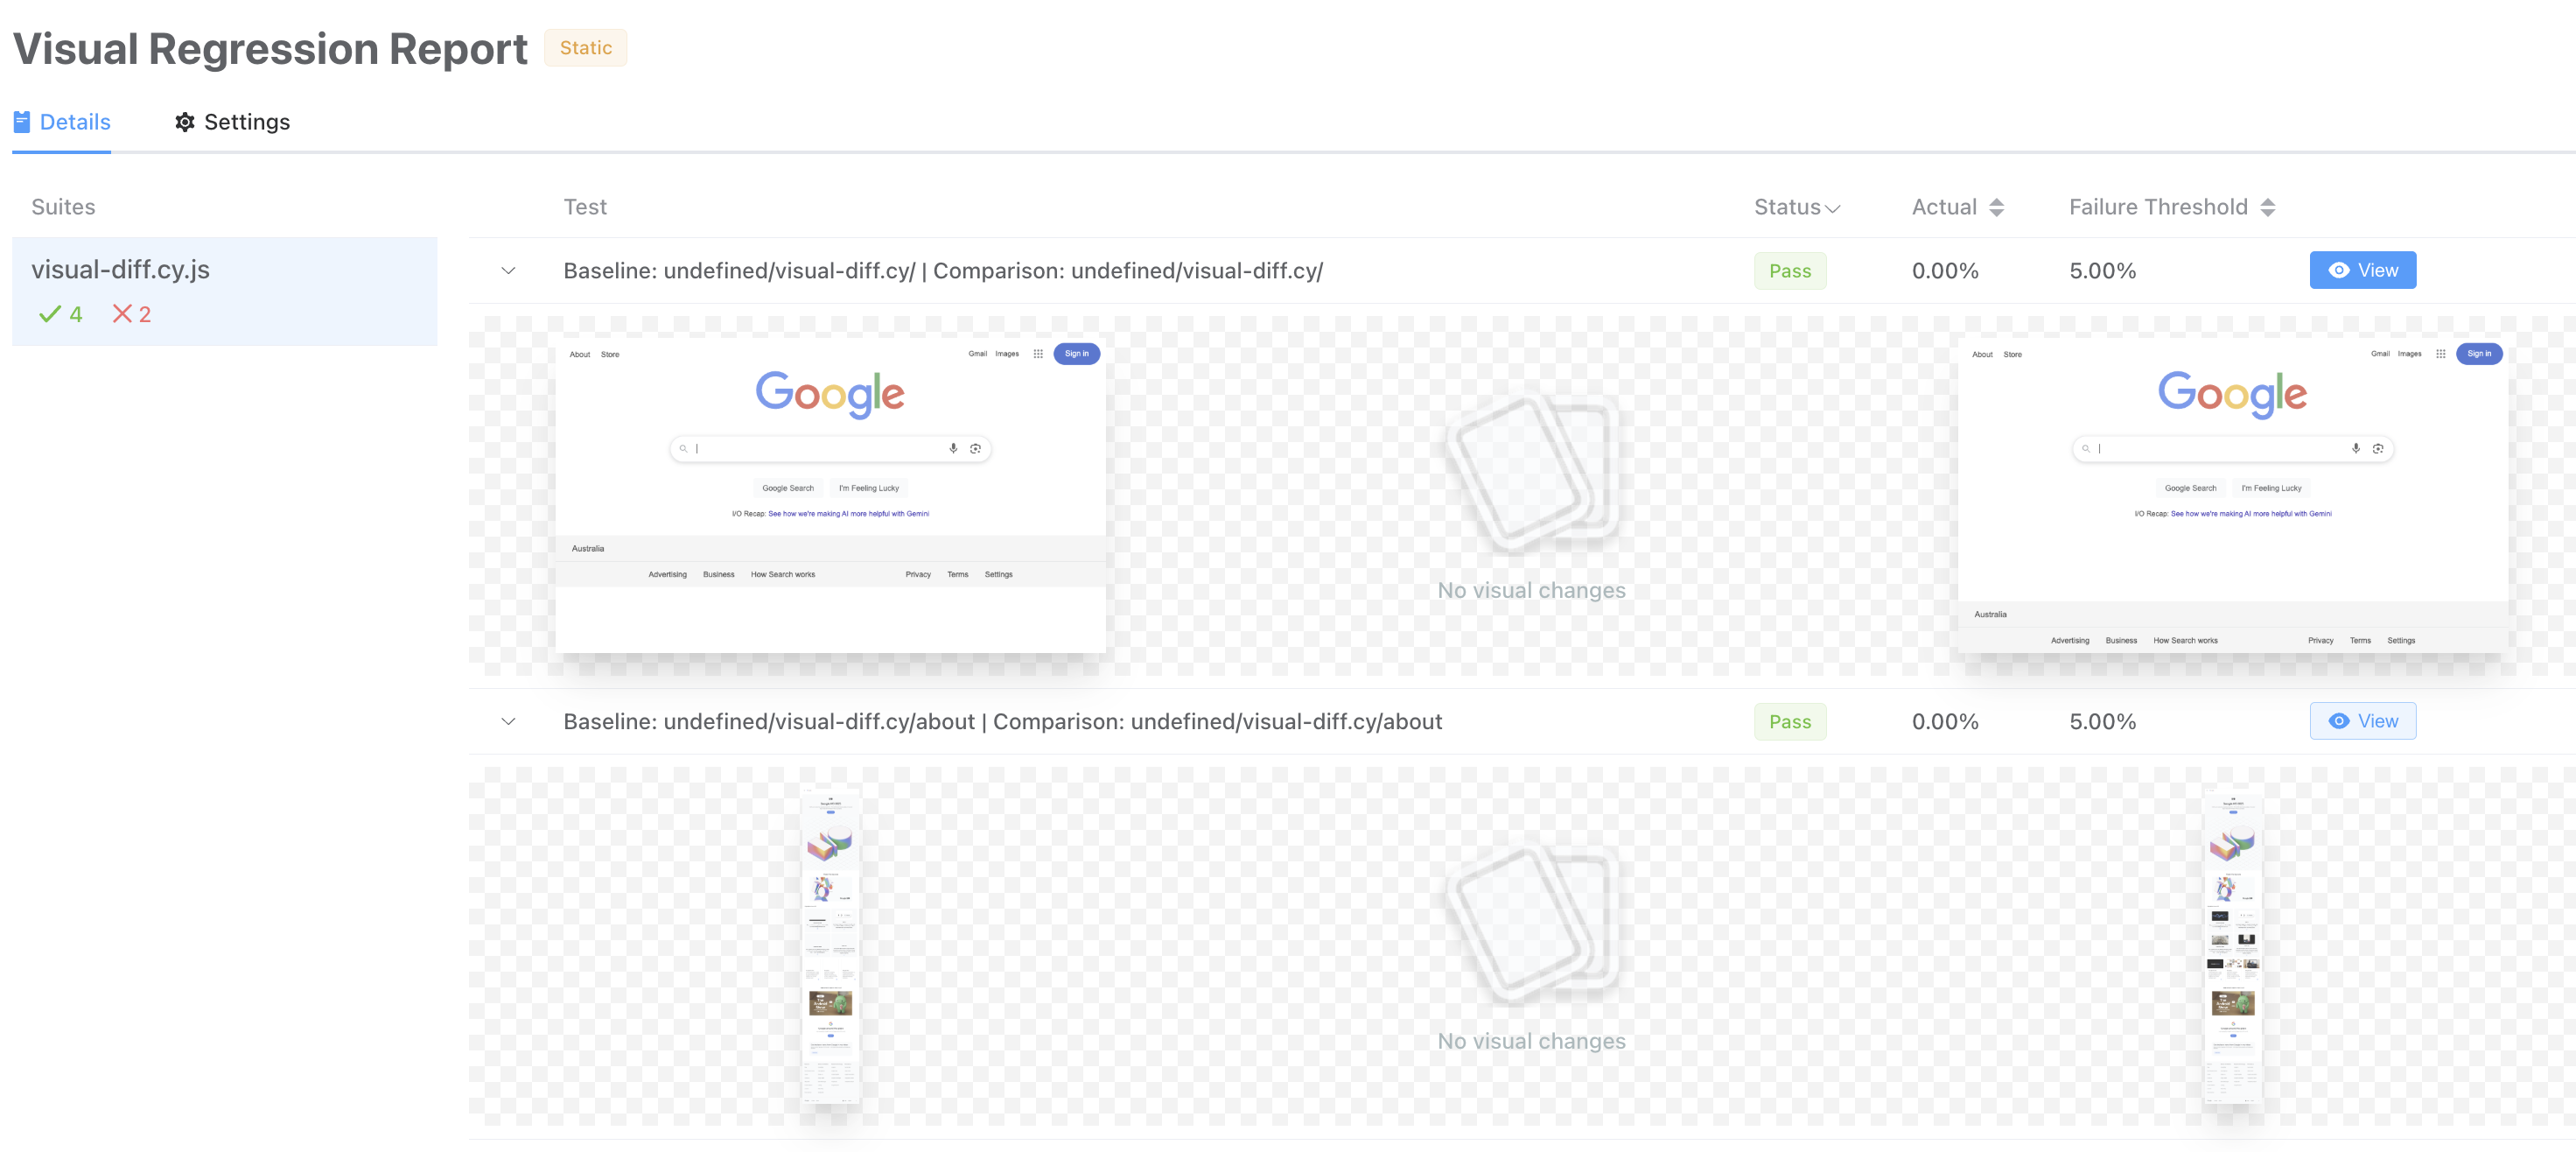 Visual Regression Report Static
Details Settings
Suites Test Status Actual Failure Threshold
visual-diff.cy.js
4 2
Baseline: undefined/visual-diff.cy/ | Comparison: undefined/visual-diff.cy/ Pass 0.00% 5.00% View
About Store Gmail Images Sign in
Google
Google Search I'm Feeling Lucky
I/O Recap: See how we're making AI more helpful with Gemini
Australia
Advertising Business How Search works Privacy Terms Settings
No visual changes
About Store Gmail Images Sign in
Google
Google Search I'm Feeling Lucky
I/O Recap: See how we're making AI more helpful with Gemini
Australia
Advertising Business How Search works Privacy Terms Settings
Baseline: undefined/visual-diff.cy/about | Comparison: undefined/visual-diff.cy/about Pass 0.00% 5.00% View
No visual changes